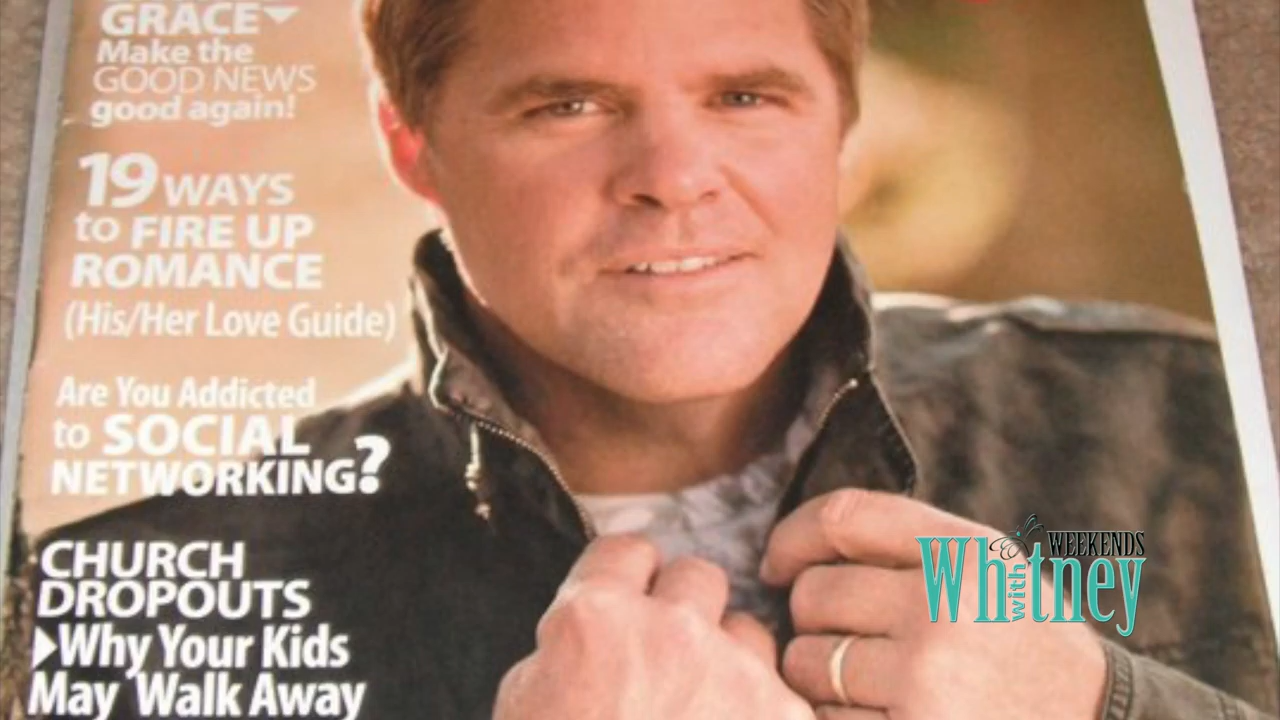 GRACE
Make the
GOOD NEWS
good again!
19 WAYS
to FIRE UP
ROMANCE
(His/Her Love Guide)
Are You Addicted
to SOCIAL
NETWORKING?
CHURCH
DROPOUTS
Why Your Kids
May Walk Away
WEEKENDS
with
Whitney